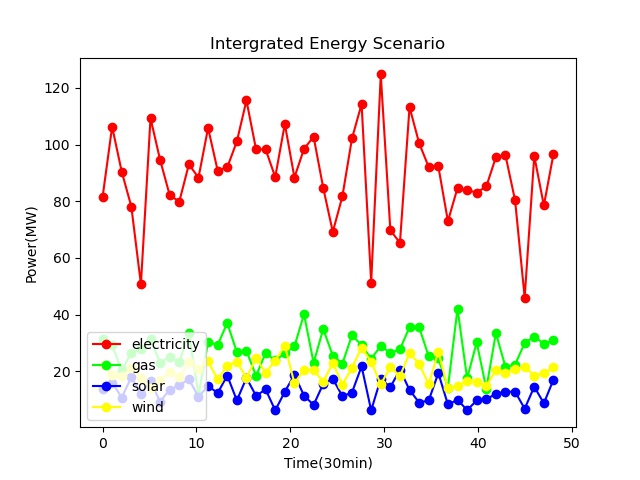 Intergrated Energy Scenario
Power(MW)
120
100
80
60
40
20
electricity
gas
solar
wind
0 10 20 30 40 50
Time(30min)